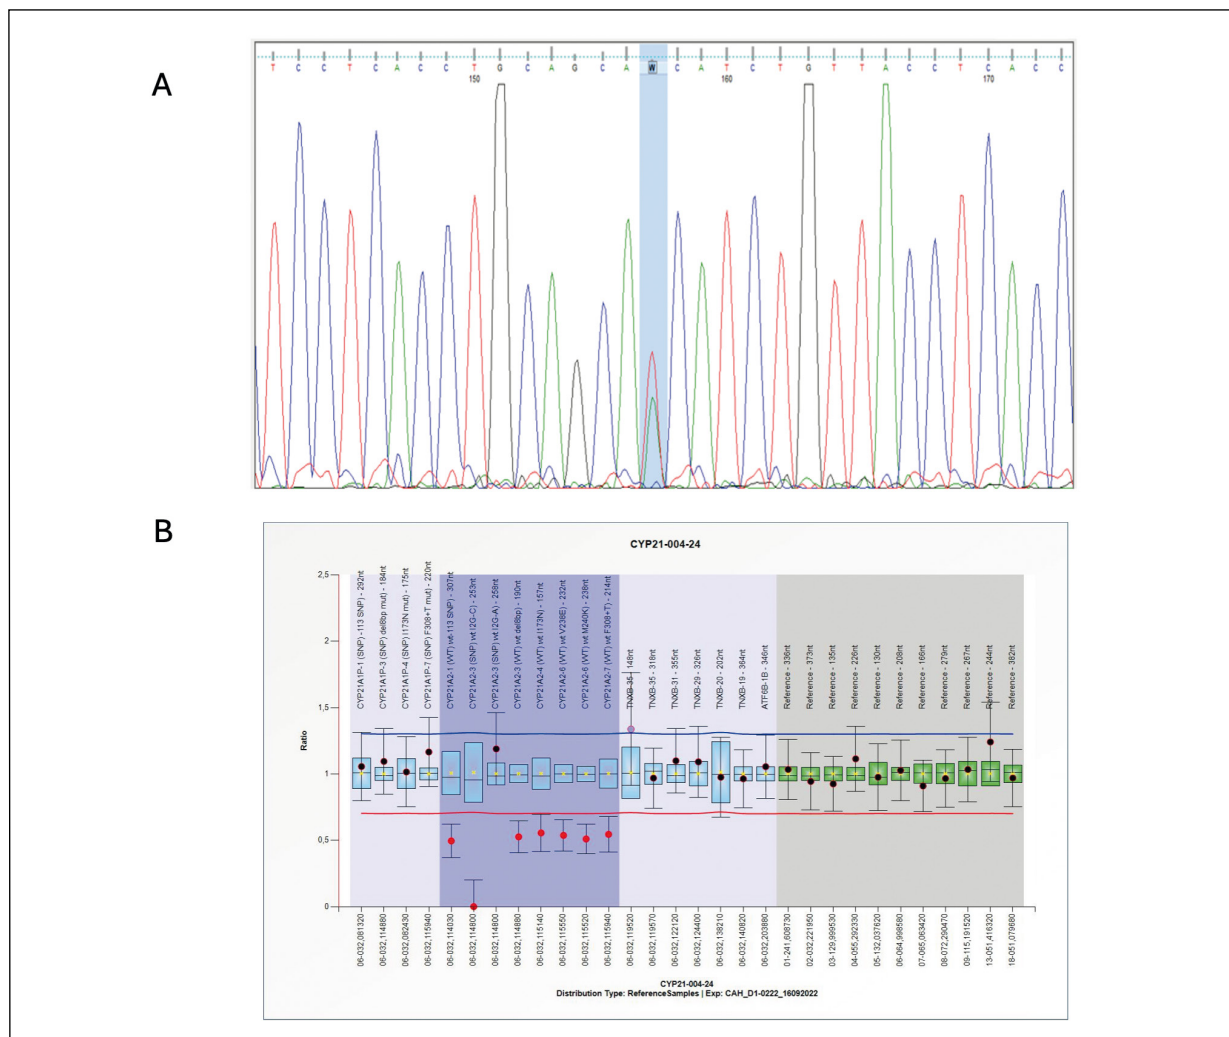 A
T C C T C A C C T G C A G C A W C A T C T G T T A C C T C A C C
150 160 170
B
CYP21-004-24
Ratio
2,5
2
1,5
1
0,5
0
CYP21A1P-1 (SNP) -113 SNP) - 292nt
CYP21A1P-3 (SNP) del8bp mut) - 184nt
CYP21A1P-4 (SNP) I173N mut) - 175nt
CYP21A1P-7 (SNP) F308+T mut) - 220nt
CYP21A2-1 (WT) wt-113 SNP) - 307nt
CYP21A2-3 (SNP) wt I2G-C) - 253nt
CYP21A2-3 (SNP) wt I2G-A) - 258nt
CYP21A2-3 (WT) wt del8bp) - 190nt
CYP21A2-4 (WT) wt I173N) - 157nt
CYP21A2-6 (WT) wt V238E) - 232nt
CYP21A2-6 (WT) wt M240K) - 238nt
CYP21A2-7 (WT) wt F308+T) - 214nt
TNXB-35 - 148nt
TNXB-35 - 318nt
TNXB-31 - 355nt
TNXB-29 - 326nt
TNXB-20 - 202nt
TNXB-19 - 364nt
ATF6B-1B - 346nt
Reference - 336nt
Reference - 373nt
Reference - 135nt
Reference - 226nt
Reference - 130nt
Reference - 208nt
Reference - 166nt
Reference - 279nt
Reference - 267nt
Reference - 244nt
Reference - 382nt
06-032,081320
06-032,114880
06-032,082430
06-032,115940
06-032,114030
06-032,114800
06-032,114800
06-032,114880
06-032,115140
06-032,115550
06-032,115520
06-032,115940
06-032,119520
06-032,119570
06-032,122120
06-032,124400
06-032,138210
06-032,140820
06-032,203880
01-241,608730
02-032,221950
03-129,999530
04-055,292330
05-132,037620
06-064,998580
07-065,063420
08-072,290470
09-115,191520
13-051,416320
18-051,079680
CYP21-004-24
Distribution Type: ReferenceSamples | Exp: CAH_D1-0222_16092022